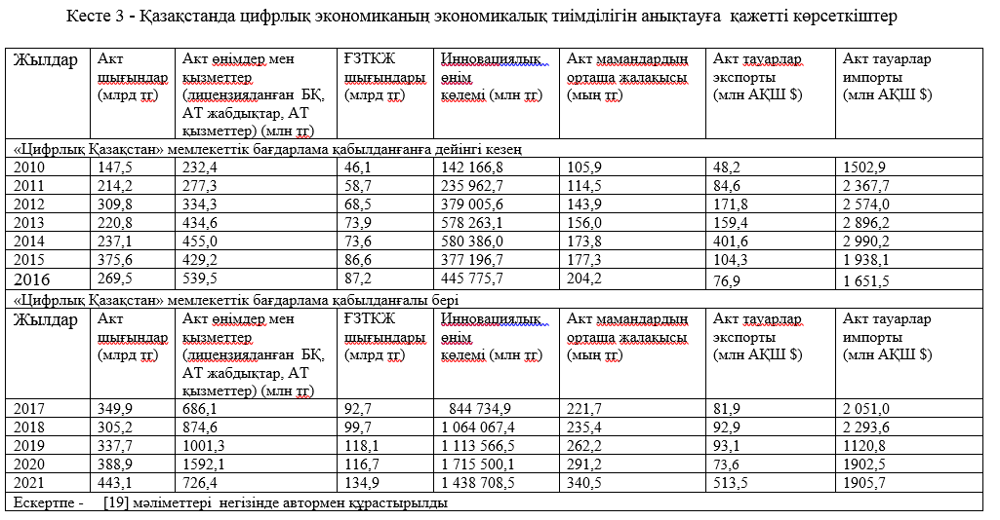 Кесте 3 - Қазақстанда цифрлық экономиканың экономикалық тиімділігін анықтауға қажетті көрсеткіштер
Жылдар | Акт шығындар (млрд тг) | Акт өнімдер мен қызметтер (лицензияланған БҚ, АТ жабдықтар, АТ қызметтер) (млн тг) | ҒЗТКЖ шығындары (млрд тг) | Инновациялық өнім көлемі (млн тг) | Акт мамандардың орташа жалақысы (мың тг) | Акт тауарлар экспорты (млн АҚШ $) | Акт тауарлар импорты (млн АҚШ $)
«Цифрлық Қазақстан» мемлекеттік бағдарлама қабылданғанға дейінгі кезең
2010 | 147,5 | 232,4 | 46,1 | 142 166,8 | 105,9 | 48,2 | 1502,9
2011 | 214,2 | 277,3 | 58,7 | 235 962,7 | 114,5 | 84,6 | 2 367,7
2012 | 309,8 | 334,3 | 68,5 | 379 005,6 | 143,9 | 171,8 | 2 574,0
2013 | 220,8 | 434,6 | 73,9 | 578 263,1 | 156,0 | 159,4 | 2 896,2
2014 | 237,1 | 455,0 | 73,6 | 580 386,0 | 173,8 | 401,6 | 2 990,2
2015 | 375,6 | 429,2 | 86,6 | 377 196,7 | 177,3 | 104,3 | 1 938,1
2016 | 269,5 | 539,5 | 87,2 | 445 775,7 | 204,2 | 76,9 | 1 651,5
«Цифрлық Қазақстан» мемлекеттік бағдарлама қабылданғалы бері
Жылдар | Акт шығындар (млрд тг) | Акт өнімдер мен қызметтер (лицензияланған БҚ, АТ жабдықтар, АТ қызметтер) (млн тг) | ҒЗТКЖ шығындары (млрд тг) | Инновациялық өнім көлемі (млн тг) | Акт мамандардың орташа жалақысы (мың тг) | Акт тауарлар экспорты (млн АҚШ $) | Акт тауарлар импорты (млн АҚШ $)
2017 | 349,9 | 686,1 | 92,7 | 844 734,9 | 221,7 | 81,9 | 2 051,0
2018 | 305,2 | 874,6 | 99,7 | 1 064 067,4 | 235,4 | 92,9 | 2 293,6
2019 | 337,7 | 1001,3 | 118,1 | 1 113 566,5 | 262,2 | 93,1 | 1120,8
2020 | 388,9 | 1592,1 | 116,7 | 1 715 500,1 | 291,2 | 73,6 | 1902,5
2021 | 443,1 | 726,4 | 134,9 | 1 438 708,5 | 340,5 | 513,5 | 1905,7
Ескертпе - [19] мәліметтері негізінде автормен құрастырылды